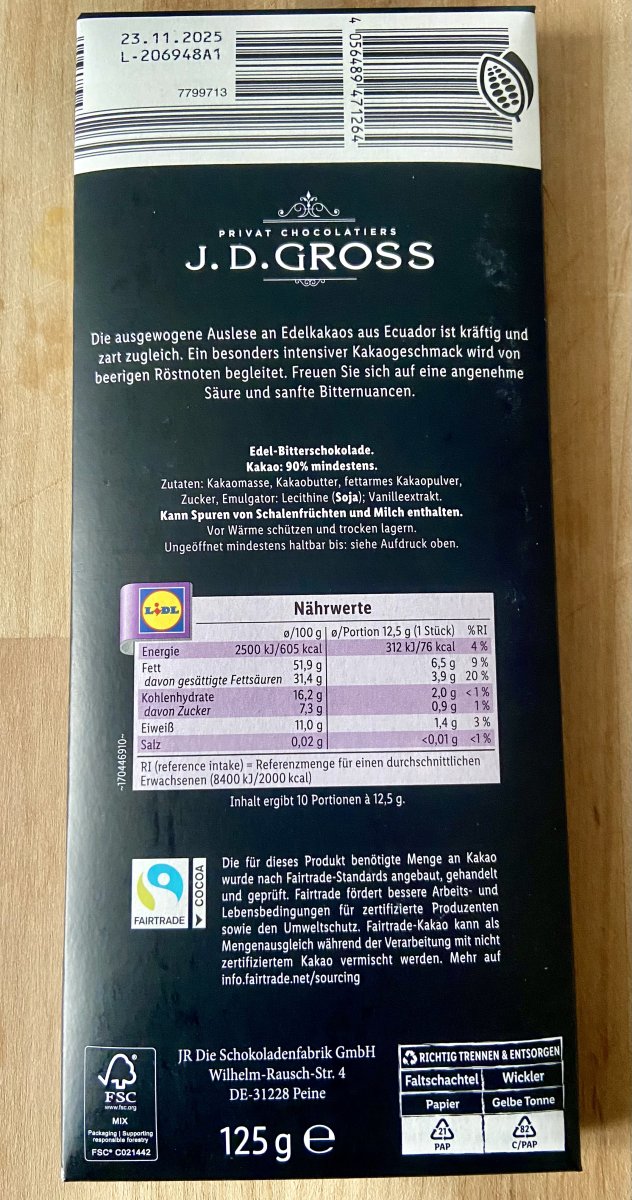 23.11.2025
L-206948A1
7799713
4 056489 471264
PRIVAT CHOCOLATIERS
J. D. GROSS
Die ausgewogene Auslese an Edelkakaos aus Ecuador ist kräftig und
zart zugleich. Ein besonders intensiver Kakaogeschmack wird von
beerigen Röstnoten begleitet. Freuen Sie sich auf eine angenehme
Säure und sanfte Bitternuancen.
Edel-Bitterschokolade.
Kakao: 90% mindestens.
Zutaten: Kakaomasse, Kakaobutter, fettarmes Kakaopulver,
Zucker, Emulgator: Lecithine (Soja); Vanilleextrakt.
Kann Spuren von Schalenfrüchten und Milch enthalten.
Vor Wärme schützen und trocken lagern.
Ungeöffnet mindestens haltbar bis: siehe Aufdruck oben.
LIDL
Nährwerte
ø/100 g ø/Portion 12,5 g (1 Stück) %RI
Energie 2500 kJ/605 kcal 312 kJ/76 kcal 4 %
Fett 51,9 g 6,5 g 9 %
davon gesättigte Fettsäuren 31,4 g 3,9 g 20 %
Kohlenhydrate 16,2 g 2,0 g <1 %
davon Zucker 7,3 g 0,9 g 1 %
Eiweiß 11,0 g 1,4 g 3 %
Salz 0,02 g <0,01 g <1 %
RI (reference intake) = Referenzmenge für einen durchschnittlichen
Erwachsenen (8400 kJ/2000 kcal)
~170446910~
Inhalt ergibt 10 Portionen à 12,5 g.
FAIRTRADE
COCOA
Die für dieses Produkt benötigte Menge an Kakao
wurde nach Fairtrade-Standards angebaut, gehandelt
und geprüft. Fairtrade fördert bessere Arbeits- und
Lebensbedingungen für zertifizierte Produzenten
sowie den Umweltschutz. Fairtrade-Kakao kann als
Mengenausgleich während der Verarbeitung mit nicht
zertifiziertem Kakao vermischt werden. Mehr auf
info.fairtrade.net/sourcing
FSC
www.fsc.org
MIX
Packaging | Supporting
responsible forestry
FSC® C021442
JR Die Schokoladenfabrik GmbH
Wilhelm-Rausch-Str. 4
DE-31228 Peine
125 g e
RICHTIG TRENNEN & ENTSORGEN
Faltschachtel Wickler
Papier Gelbe Tonne
21 82
PAP C/PAP